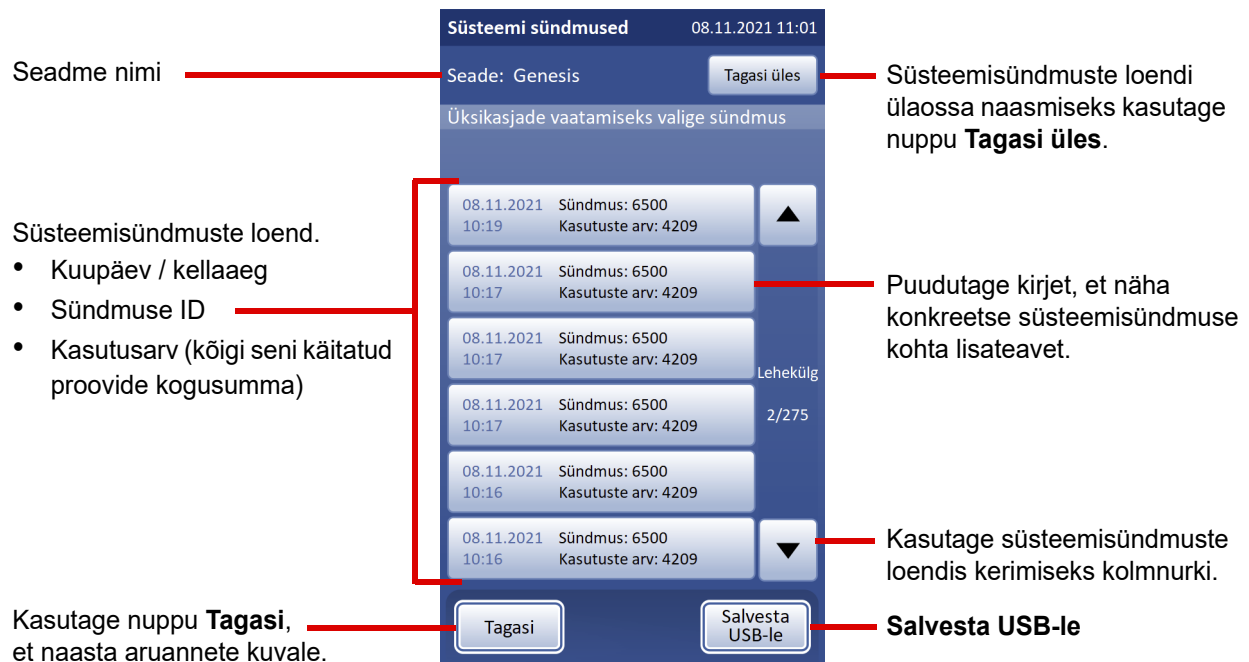 Seadme nimi
Süsteemisündmuste loend.
• Kuupäev / kellaaeg
• Sündmuse ID
• Kasutusarv (kõigi seni käitatud
proovide kogusumma)
Kasutage nuppu Tagasi,
et naasta aruannete kuvale.
Süsteemi sündmused 08.11.2021 11:01
Seade: Genesis Tagasi üles
Üksikasjade vaatamiseks valige sündmus
08.11.2021 Sündmus: 6500
10:19 Kasutuste arv: 4209
08.11.2021 Sündmus: 6500
10:17 Kasutuste arv: 4209
08.11.2021 Sündmus: 6500
10:17 Kasutuste arv: 4209
08.11.2021 Sündmus: 6500
10:17 Kasutuste arv: 4209
08.11.2021 Sündmus: 6500
10:16 Kasutuste arv: 4209
08.11.2021 Sündmus: 6500
10:16 Kasutuste arv: 4209
Lehekülg
2/275
Tagasi
Salvesta
USB-le
Süsteemisündmuste loendi
ülaossa naasmiseks kasutage
nuppu Tagasi üles.
Puudutage kirjet, et näha
konkreetse süsteemisündmuse
kohta lisateavet.
Kasutage süsteemisündmuste
loendis kerimiseks kolmnurki.
Salvesta USB-le